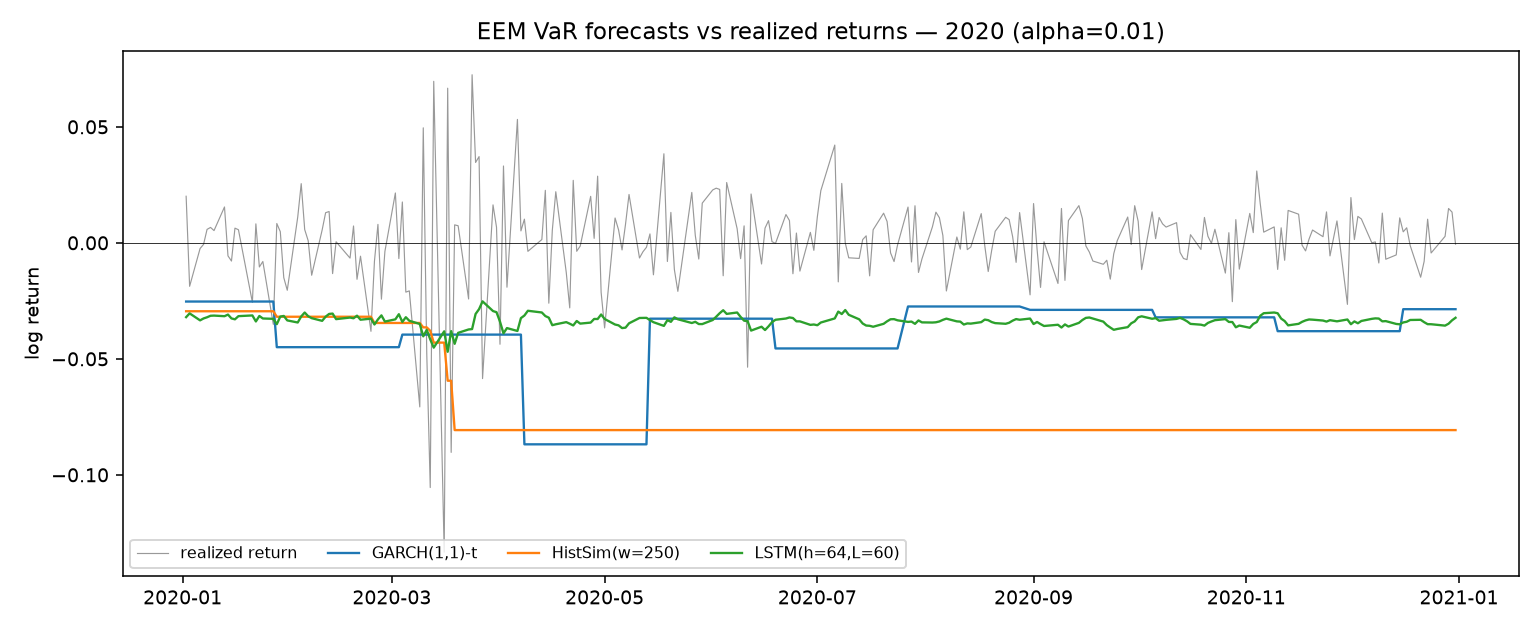 EEM VaR forecasts vs realized returns — 2020 (alpha=0.01)
log return
0.05
0.00
−0.05
−0.10
realized return
GARCH(1,1)-t
HistSim(w=250)
LSTM(h=64,L=60)
2020-01
2020-03
2020-05
2020-07
2020-09
2020-11
2021-01